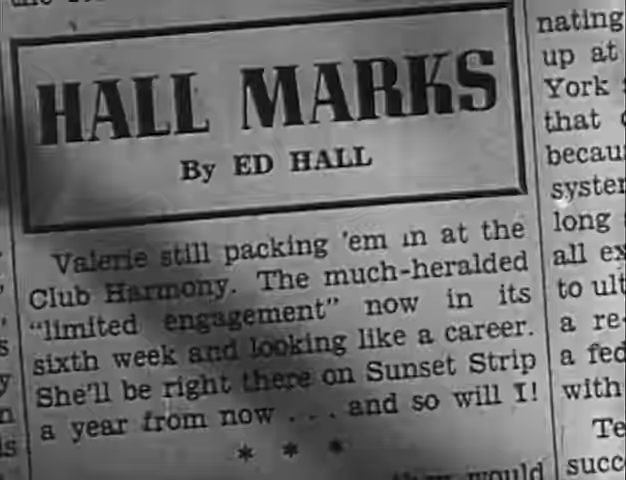 HALL MARKS
By ED HALL
Valerie still packing 'em in at the
Club Harmony. The much-heralded
"limited engagement" now in its
sixth week and looking like a career.
She'll be right there on Sunset Strip
a year from now . . . and so will I!
* * *
they would
nating
up at
York
that
becau
system
long
all ex
to ult
a re-
a fed
with
Te
succ